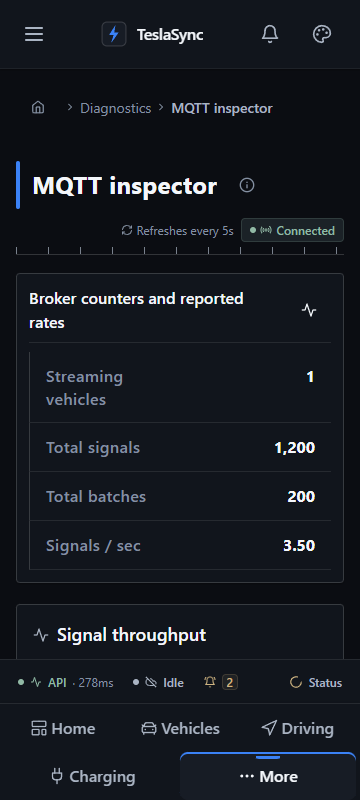 TeslaSync
Diagnostics
MQTT inspector
MQTT inspector
Refreshes every 5s
Connected
Broker counters and reported
rates
Streaming
vehicles
1
Total signals
1,200
Total batches
200
Signals / sec
3.50
Signal throughput
API · 278ms
Idle
2
Status
Home
Vehicles
Driving
Charging
More